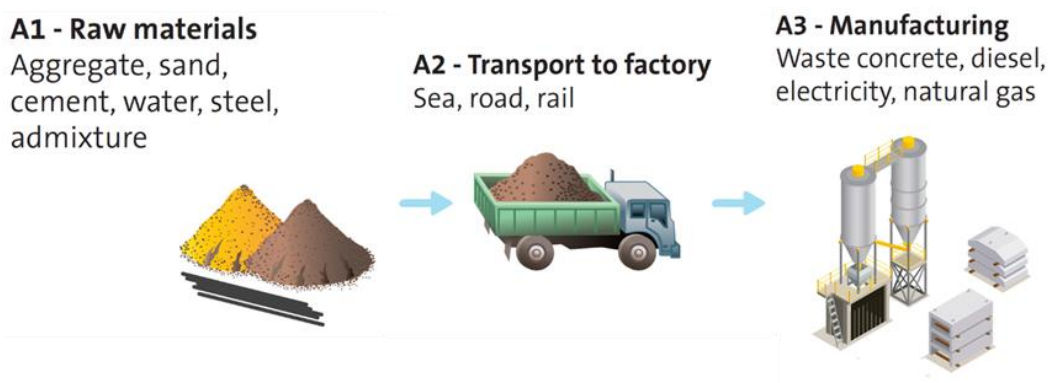 A1 - Raw materials
Aggregate, sand,
cement, water, steel,
admixture
A2 - Transport to factory
Sea, road, rail
A3 - Manufacturing
Waste concrete, diesel,
electricity, natural gas